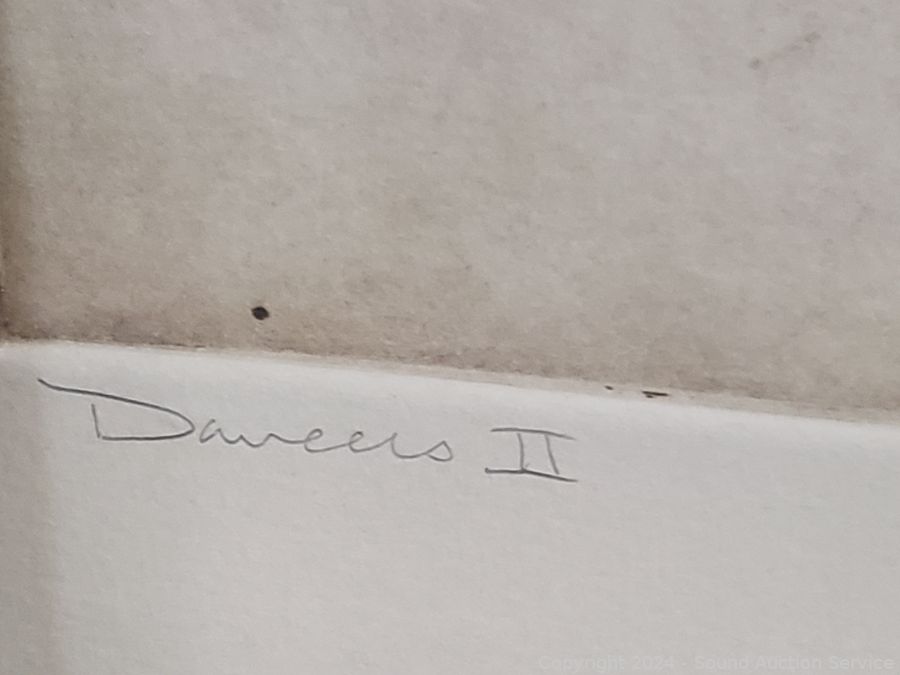 Dancers II
Copyright 2024 - Sound Auction Service